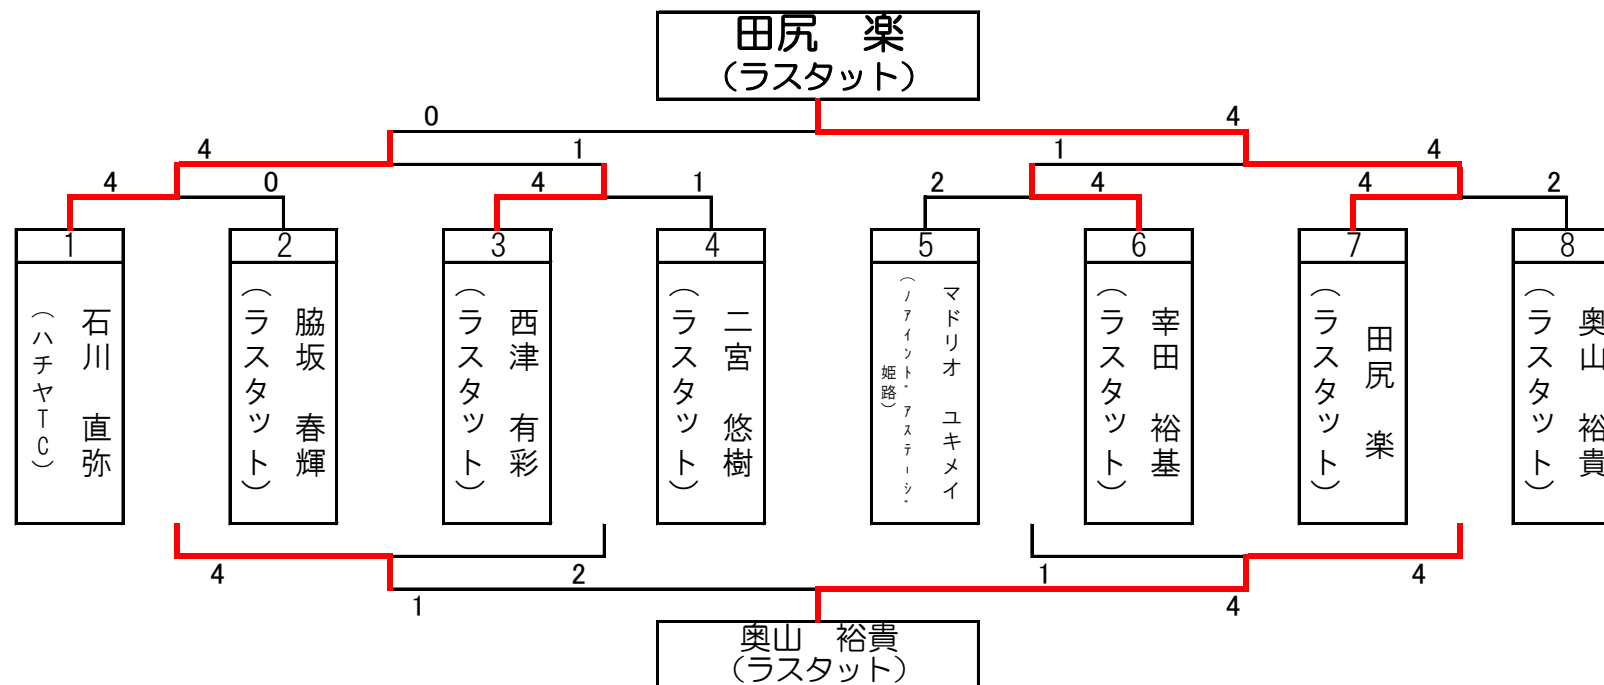 田尻　楽
（ラスタット）
0
4
4
1
1
4
4
0
4
1
2
4
4
2
1
2
3
4
5
6
7
8
石川　直弥
（ハチヤTC）
脇坂　春輝
（ラスタット）
西津　有彩
（ラスタット）
二宮　悠樹
（ラスタット）
マドリオ　ユキメイ
（ノアインドアステージ
姫路）
宰田　裕基
（ラスタット）
田尻　楽
（ラスタット）
奥山　裕貴
（ラスタット）
4
2
1
4
1
4
奥山　裕貴
（ラスタット）